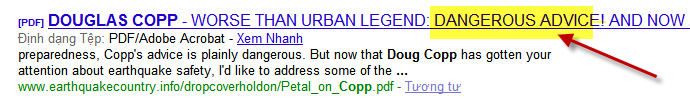 [PDF] DOUGLAS COPP - WORSE THAN URBAN LEGEND: DANGEROUS ADVICE! AND NOW
Định dạng Tệp: PDF/Adobe Acrobat - Xem Nhanh
preparedness, Copp's advice is plainly dangerous. But now that Doug Copp has gotten your
attention about earthquake safety, I'd like to address some of the ...
www.earthquakecountry.info/dropcoverholdon/Petal_on_Copp.pdf - Tương tự